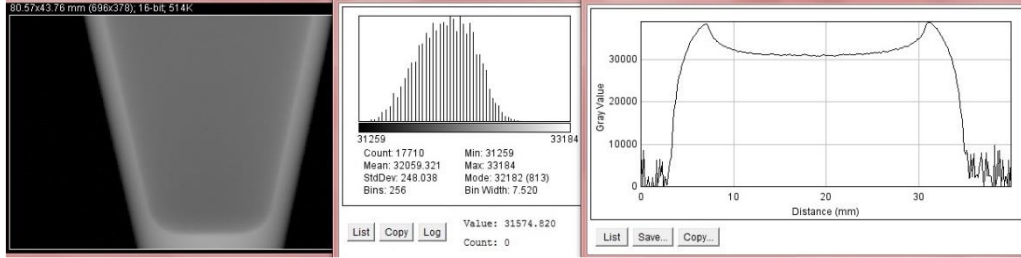 80.57x43.76 mm (696x378); 16-bit; 514K
31259 33184
Count: 17710 Min: 31259
Mean: 32059.321 Max: 33184
StdDev: 248.038 Mode: 32182 (813)
Bins: 256 Bin Width: 7.520
List Copy Log Value: 31574.820
Count: 0
Gray Value
30000
20000
10000
0
0 10 20 30
Distance (mm)
List Save... Copy...